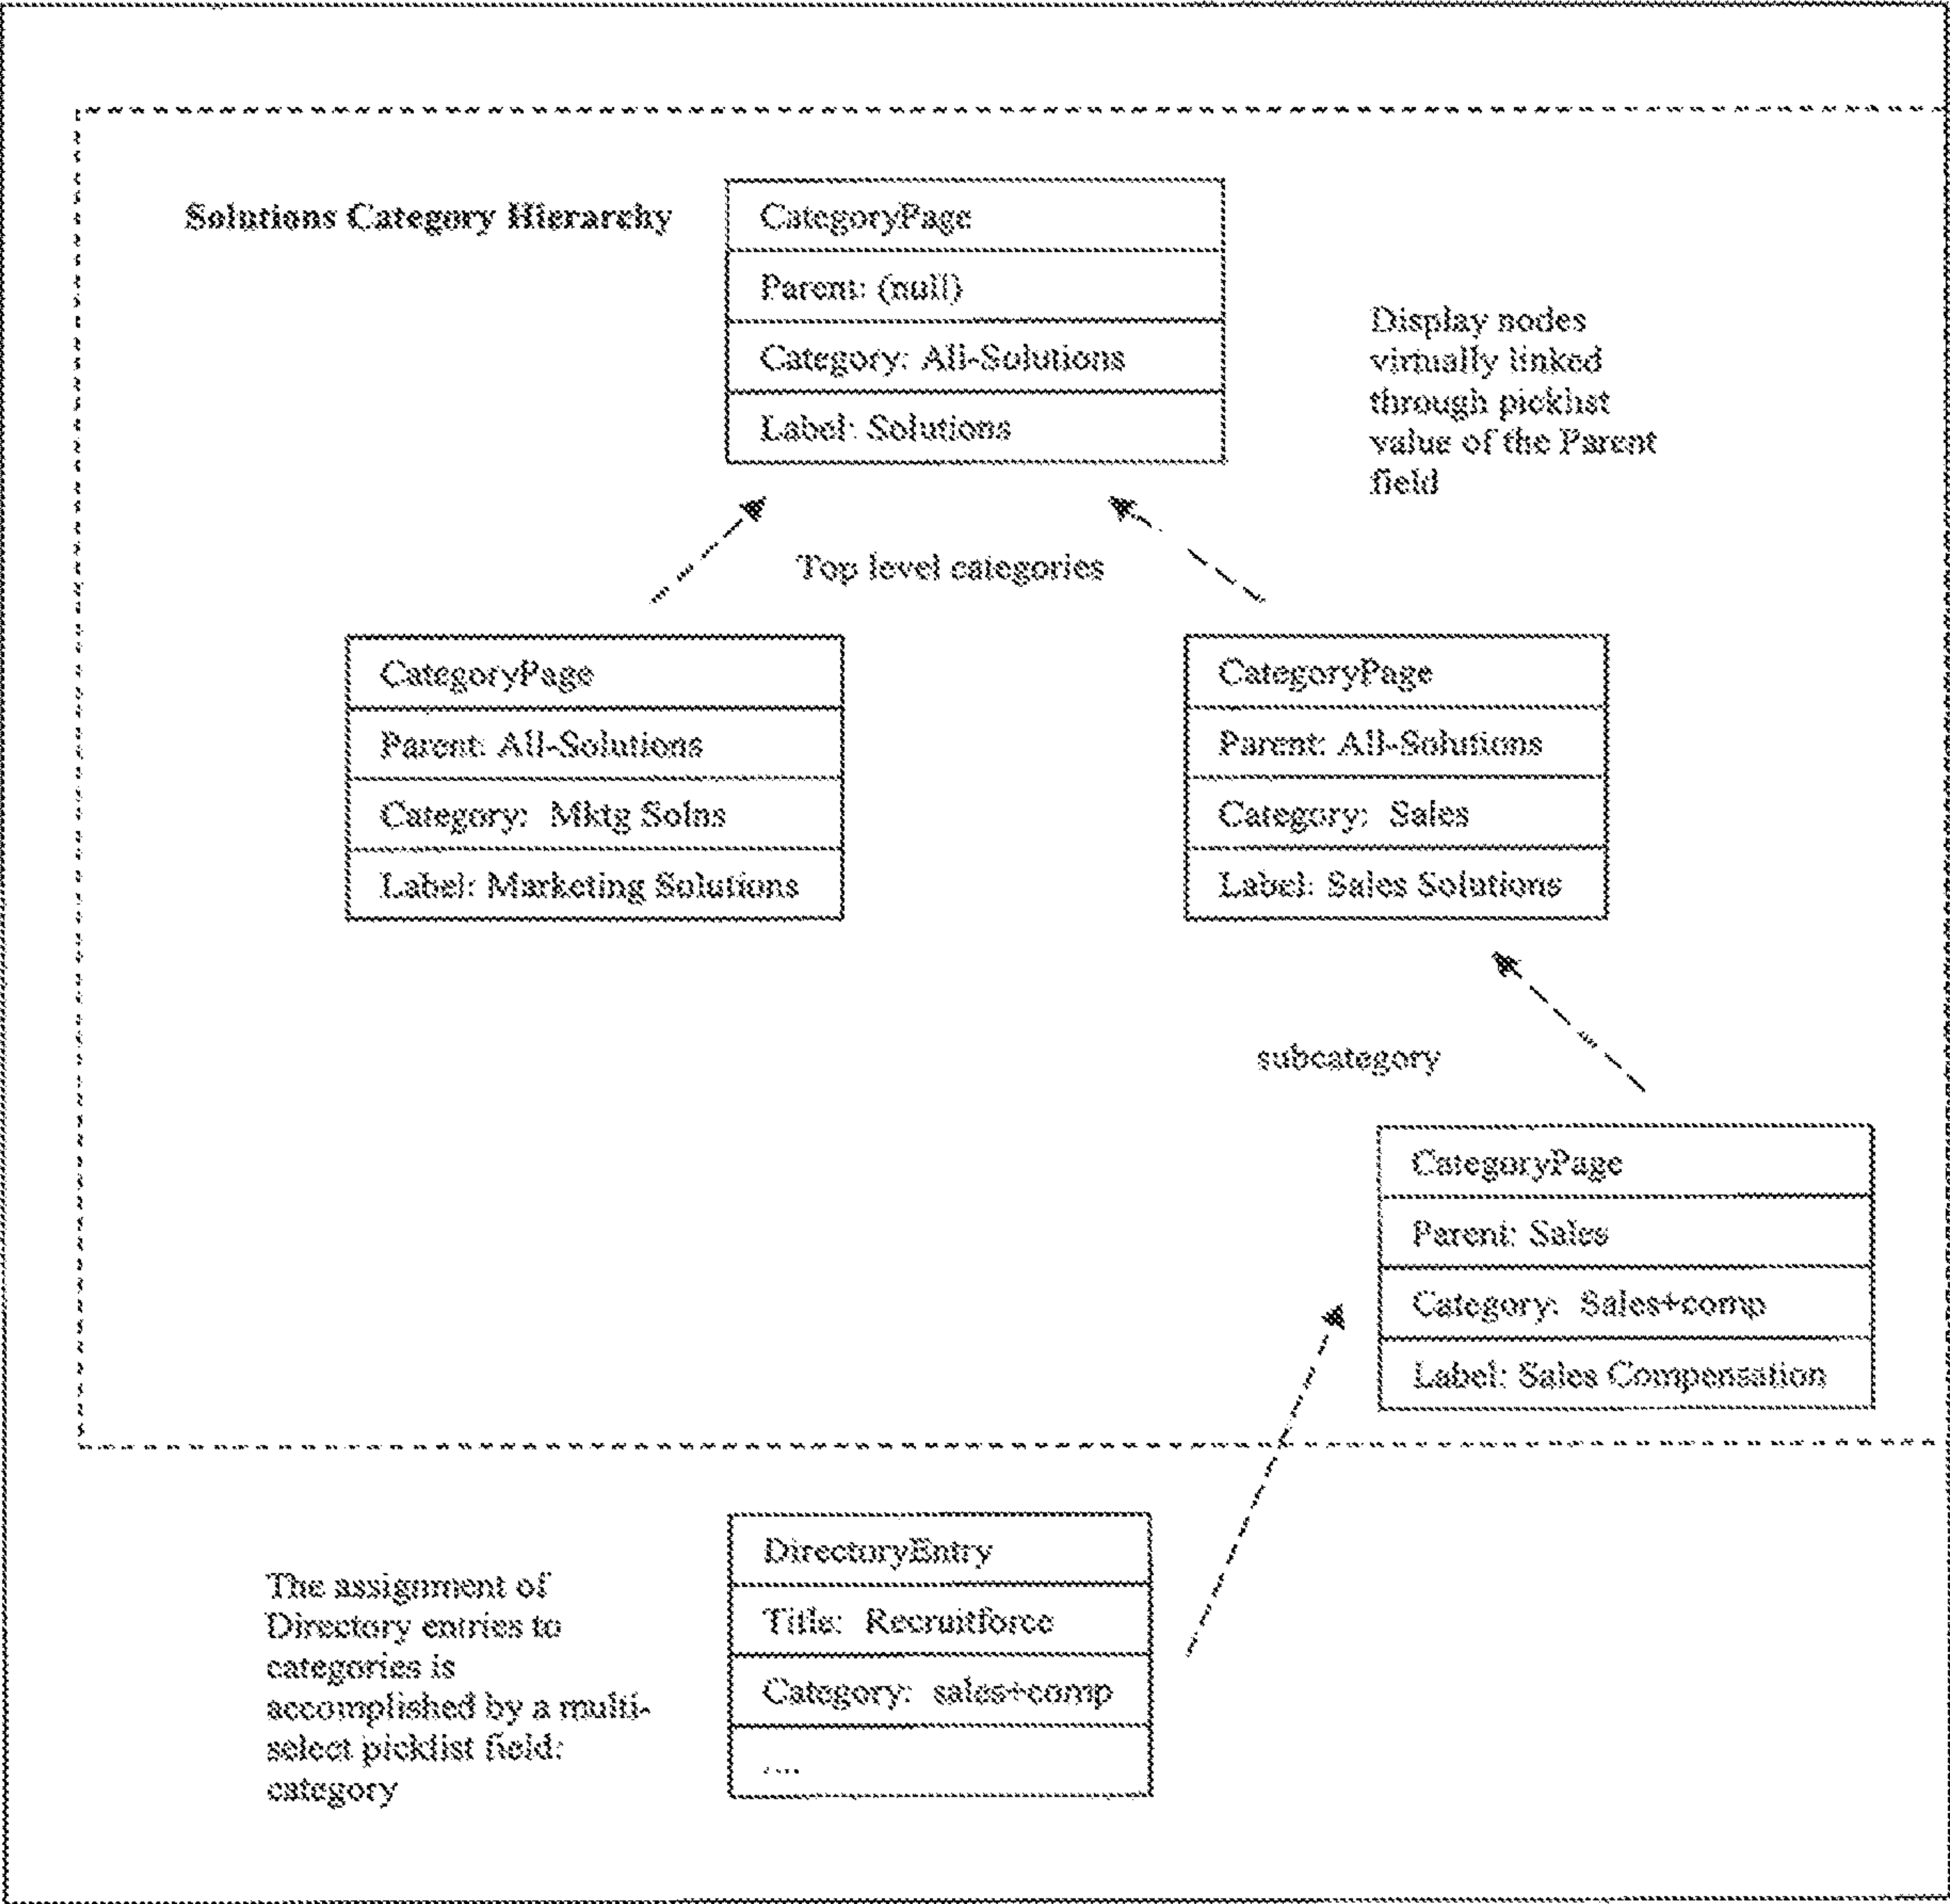 Solutions Category Hierarchy
CategoryPage
Parent: (null)
Category: All-Solutions
Label: Solutions
Display nodes
virtually linked
through picklist
value of the Parent
field
Top level categories
CategoryPage
Parent: All-Solutions
Category: Mktg Solns
Label: Marketing Solutions
CategoryPage
Parent: All-Solutions
Category: Sales
Label: Sales Solutions
subcategory
CategoryPage
Parent: Sales
Category: Sales+comp
Label: Sales Compensation
DirectoryEntry
Title: Recruitforce
Category: sales+comp
....
The assignment of
Directory entries to
categories is
accomplished by a multi-
select picklist field:
category